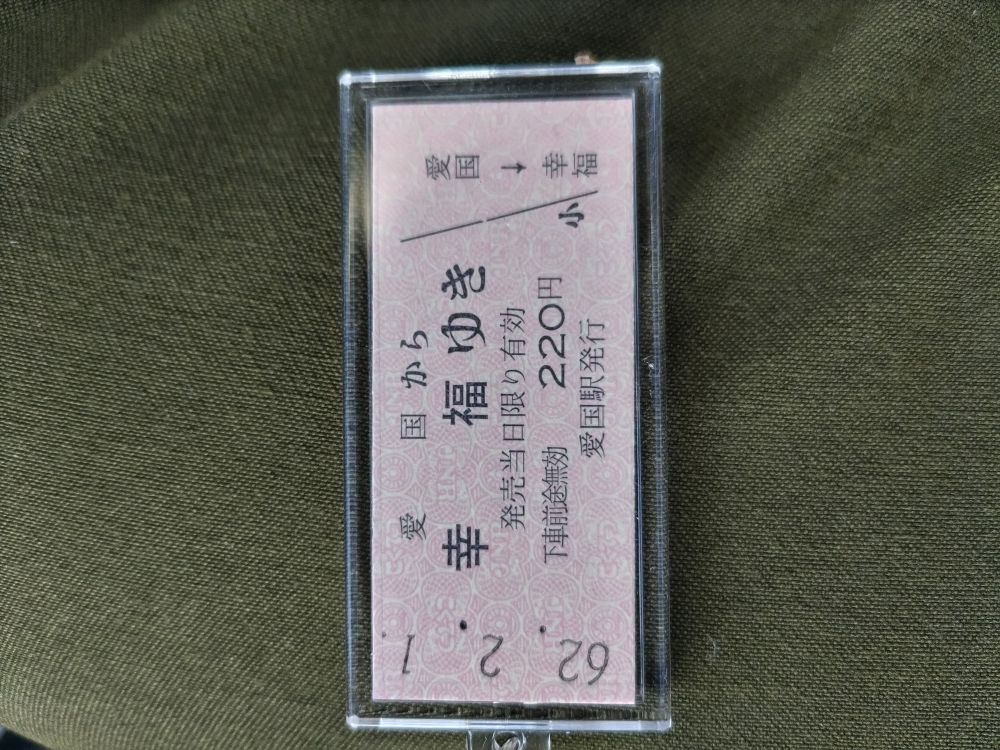 62.2.1.
愛国から
幸福ゆき
発売当日限り有効
下車前途無効 220円
愛国駅発行
小
愛国
→
幸福